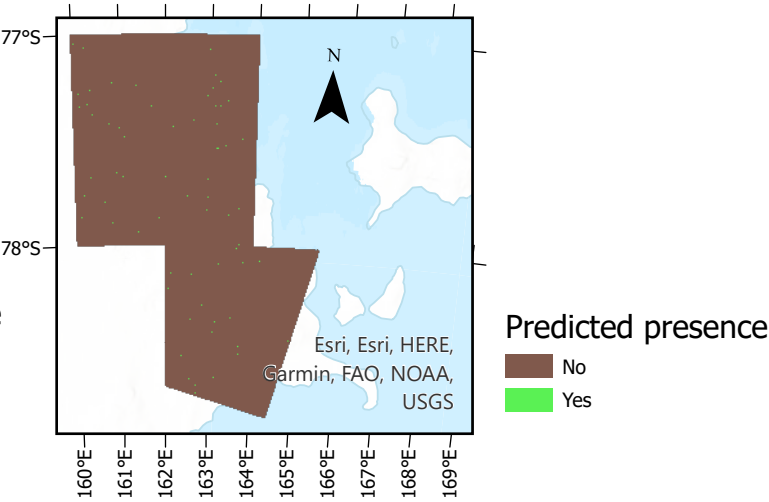 77°S
N
78°S
Esri, Esri, HERE,
Garmin, FAO, NOAA,
USGS
Predicted presence
No
Yes
160°E
161°E
162°E
163°E
164°E
165°E
166°E
167°E
168°E
169°E